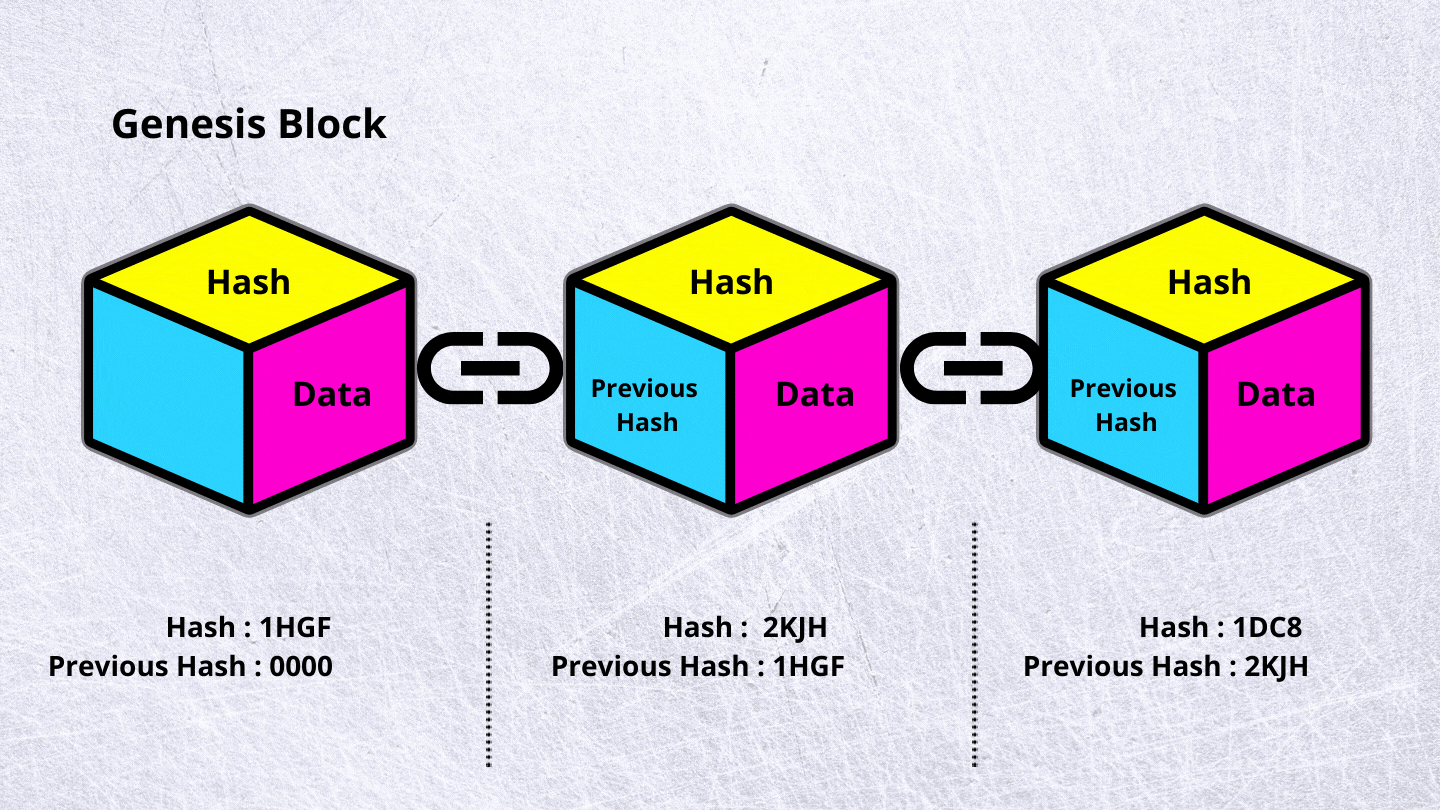 Genesis Block
Hash
Data
Hash
Previous
Hash
Data
Hash
Previous
Hash
Data
Hash : 1HGF
Previous Hash : 0000
Hash :  2KJH
Previous Hash : 1HGF
Hash : 1DC8
Previous Hash : 2KJH